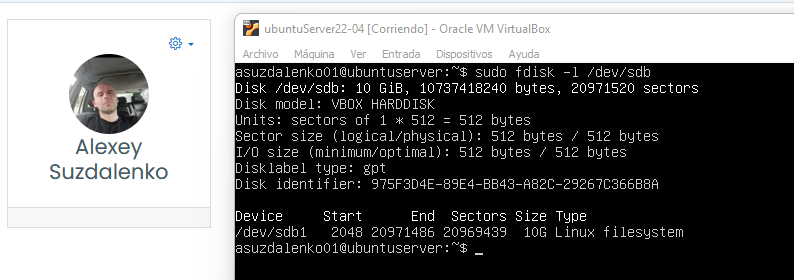 Alexey
Suzdalenko
ubuntuServer22-04 [Corriendo] - Oracle VM VirtualBox
Archivo Máquina Ver Entrada Dispositivos Ayuda
asuzdalenko01@ubuntuserver:~$ sudo fdisk -l /dev/sdb
Disk /dev/sdb: 10 GiB, 10737418240 bytes, 20971520 sectors
Disk model: VBOX HARDDISK
Units: sectors of 1 * 512 = 512 bytes
Sector size (logical/physical): 512 bytes / 512 bytes
I/O size (minimum/optimal): 512 bytes / 512 bytes
Disklabel type: gpt
Disk identifier: 975F3D4E-89E4-BB43-A82C-29267C366B8A
Device Start End Sectors Size Type
/dev/sdb1 2048 20971486 20969439 10G Linux filesystem
asuzdalenko01@ubuntuserver:~$ _